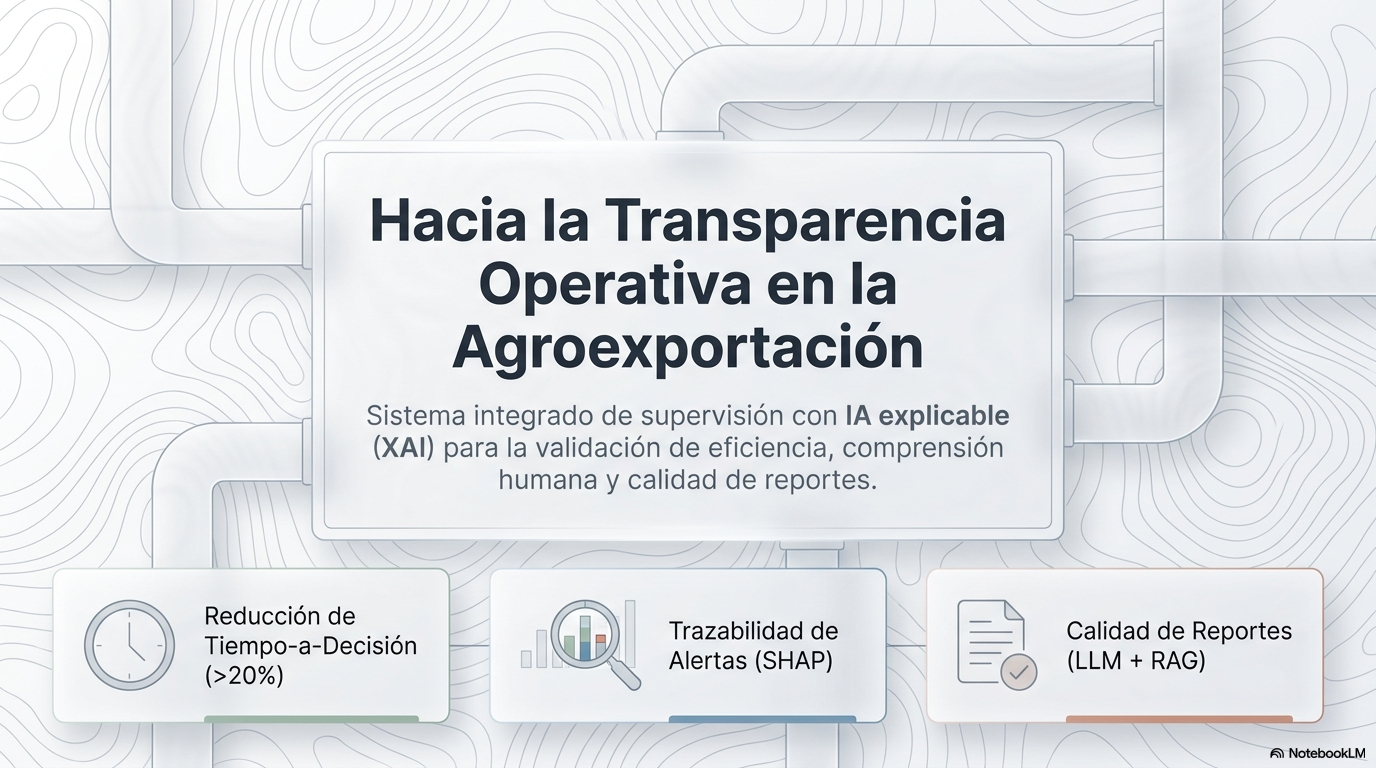 Hacia la Transparencia
Operativa en la
Agroexportación
Sistema integrado de supervisión con IA explicable
(XAI) para la validación de eficiencia, comprensión
humana y calidad de reportes.
Reducción de
Tiempo-a-Decisión
(>20%)
Trazabilidad de
Alertas (SHAP)
Calidad de Reportes
(LLM + RAG)
NotebookLM